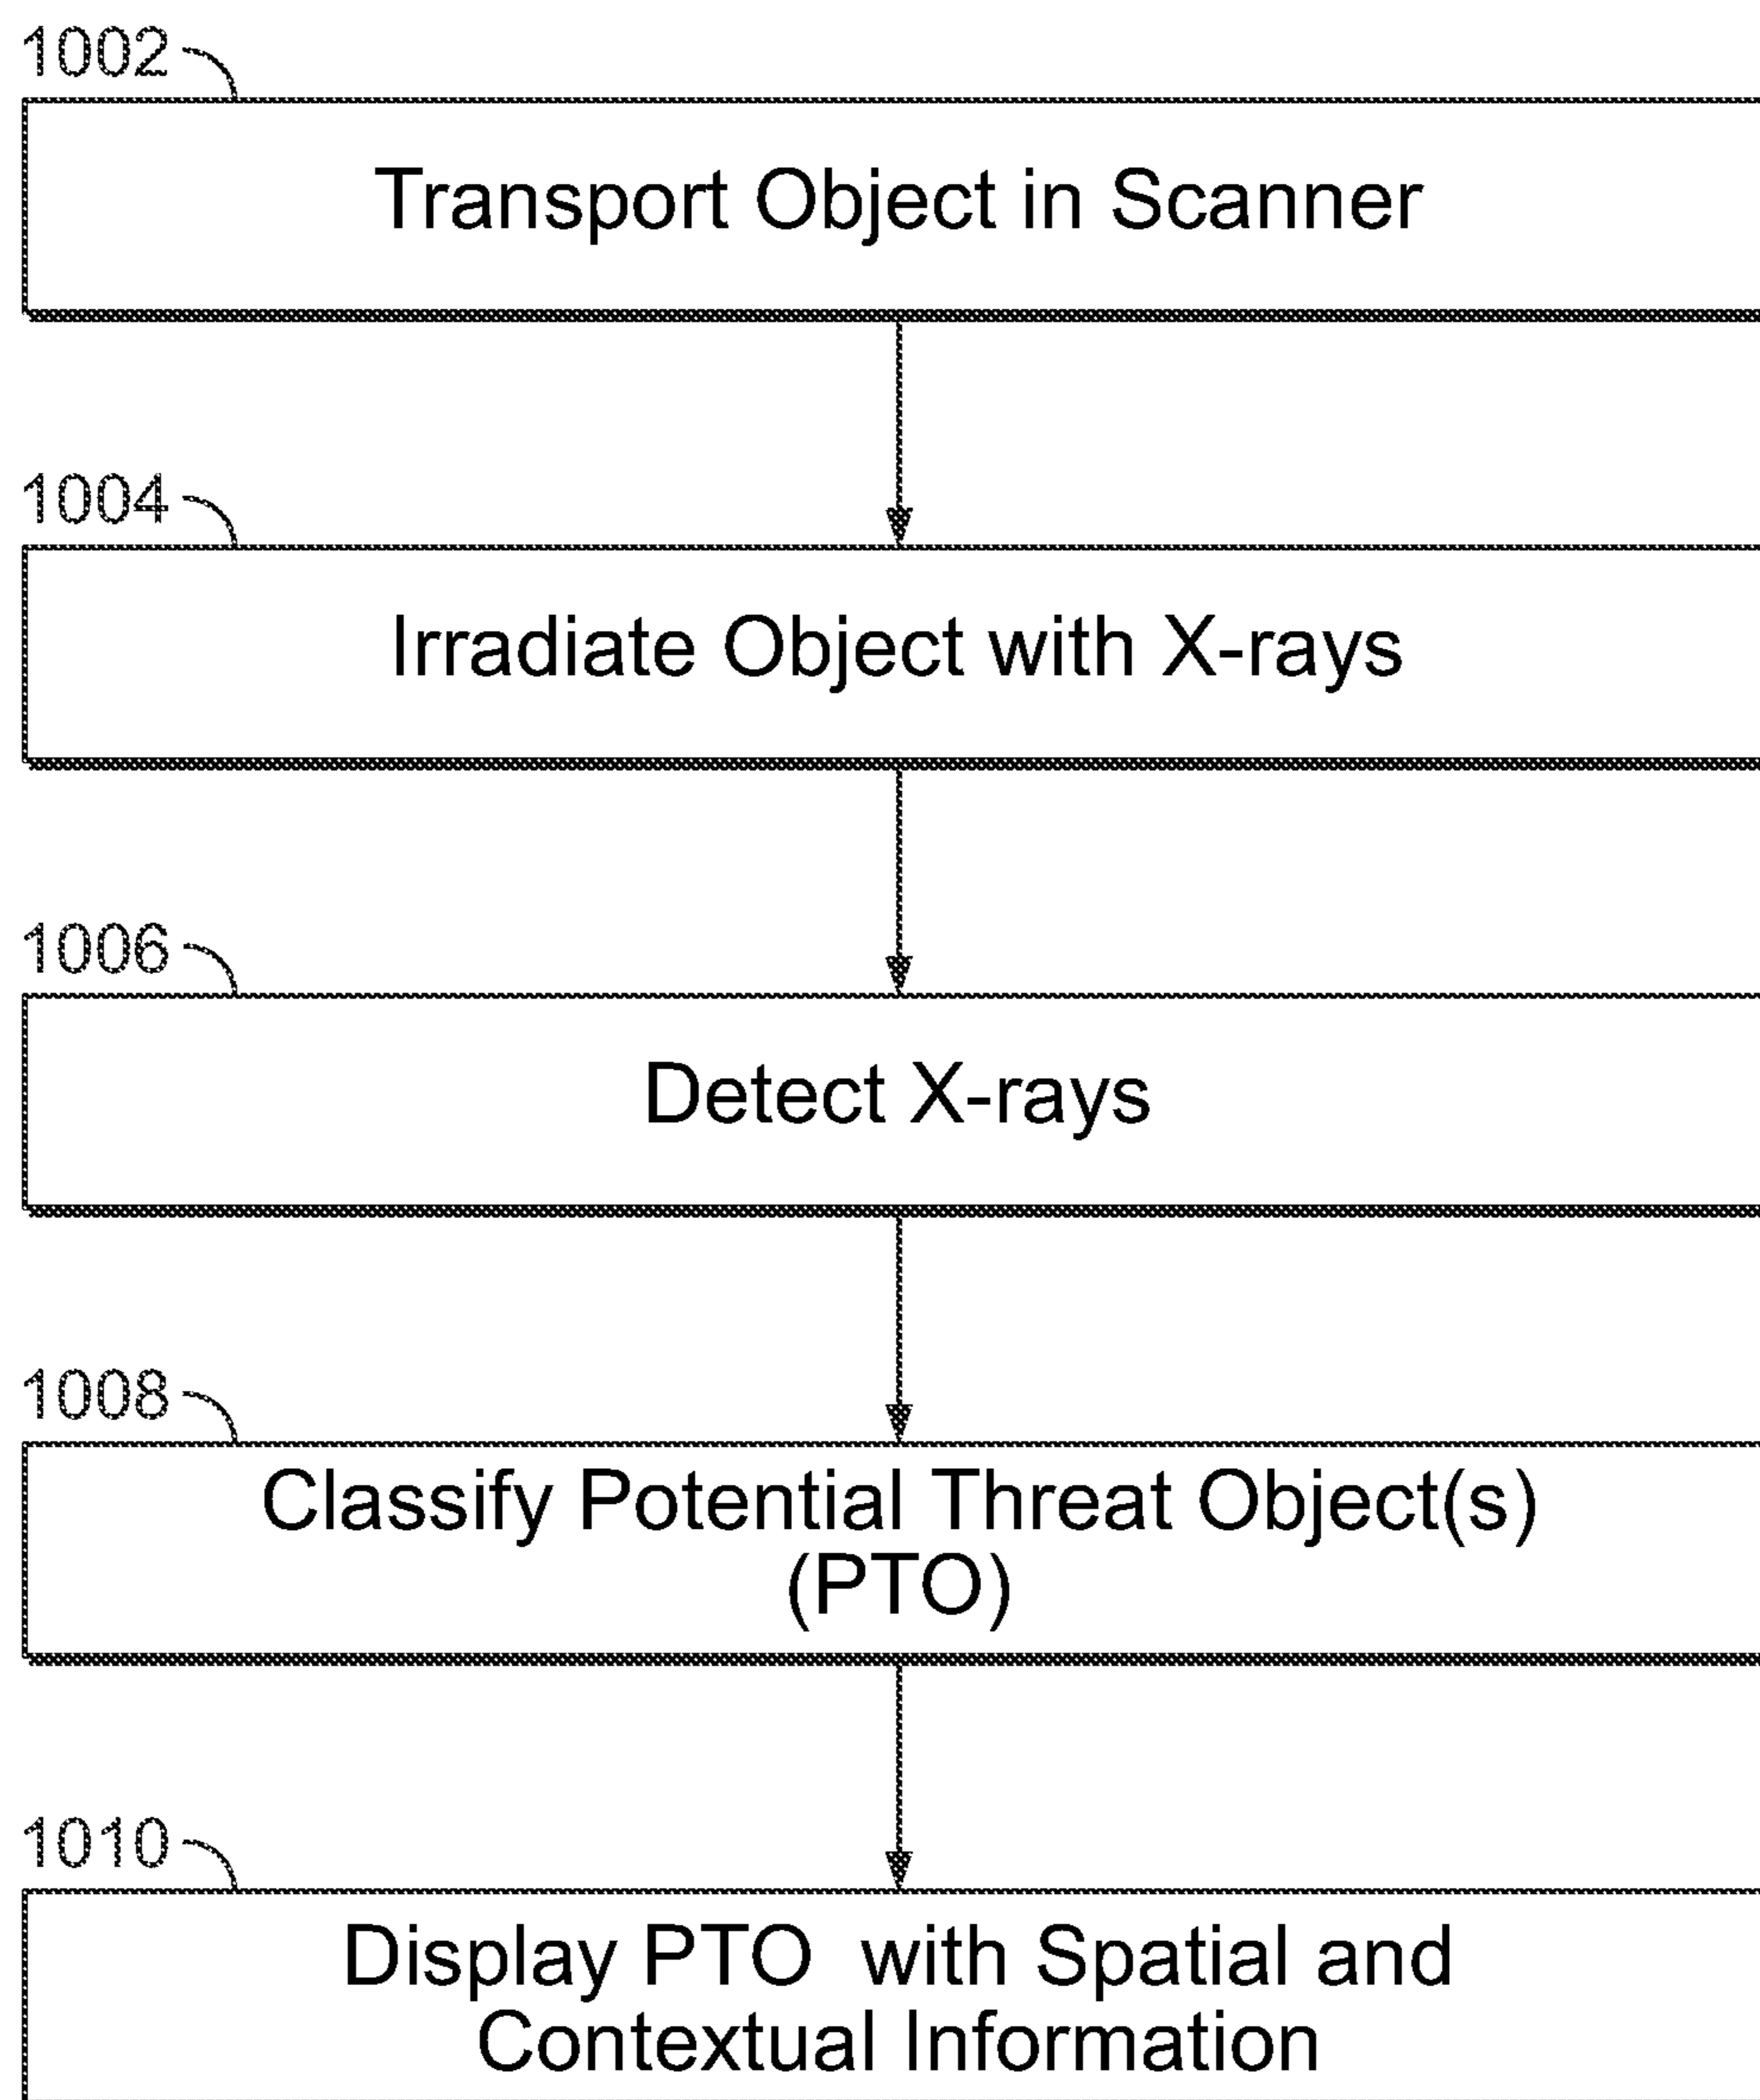 1002
Transport Object in Scanner
1004
Irradiate Object with X-rays
1006
Detect X-rays
1008
Classify Potential Threat Object(s)
(PTO)
1010
Display PTO with Spatial and
Contextual Information